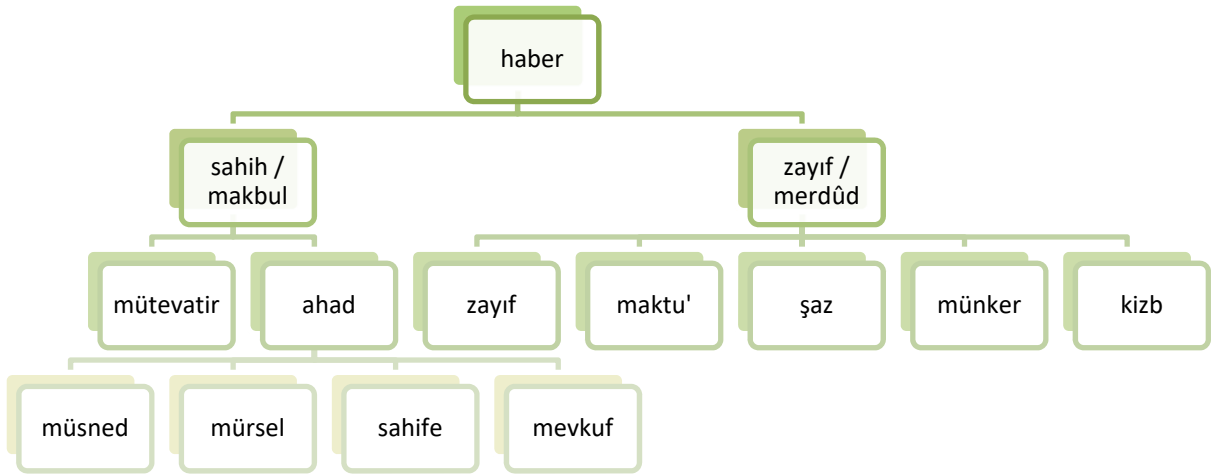 haber
sahih /
makbul
zayıf /
merdûd
mütevatir
ahad
zayıf
maktu'
şaz
münker
kizb
müsned
mürsel
sahife
mevkuf